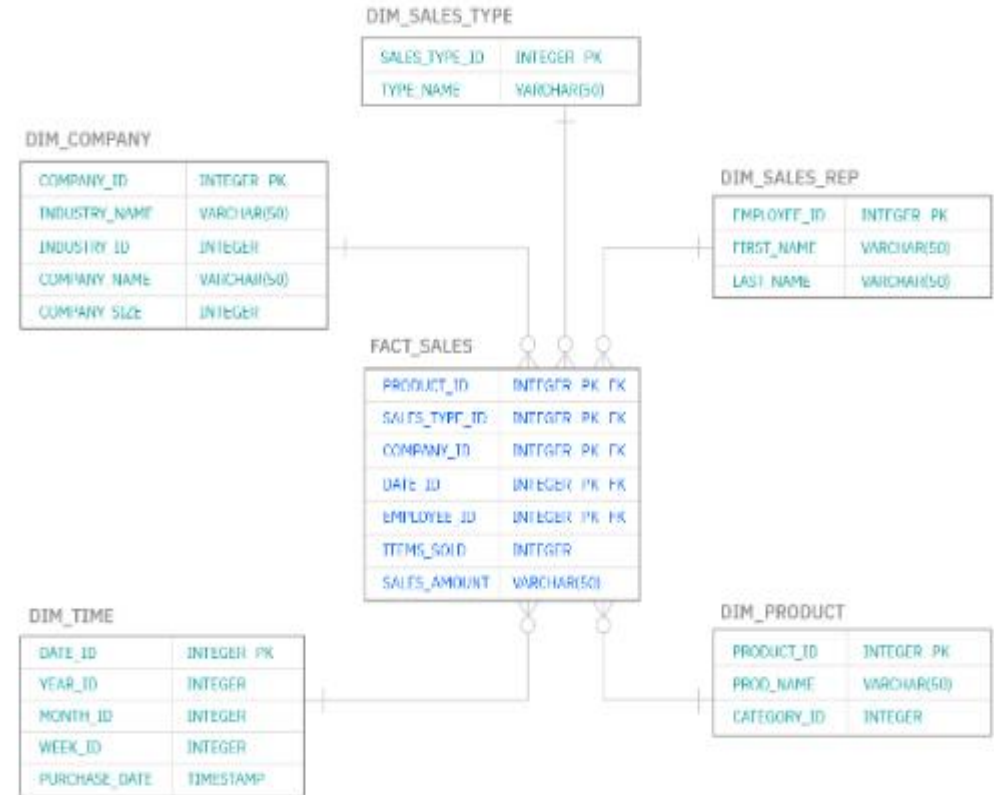 DIM_SALES_TYPE
SALES_TYPE_ID INTEGER PK
TYPE_NAME VARCHAR(50)
DIM_COMPANY
COMPANY_ID INTEGER PK
INDUSTRY_NAME VARCHAR(50)
INDUSTRY_ID INTEGER
COMPANY_NAME VARCHAR(50)
COMPANY_SIZE INTEGER
DIM_SALES_REP
EMPLOYEE_ID INTEGER PK
FIRST_NAME VARCHAR(50)
LAST_NAME VARCHAR(50)
FACT_SALES
PRODUCT_ID INTEGER PK FK
SALES_TYPE_ID INTEGER PK FK
COMPANY_ID INTEGER PK FK
DATE_ID INTEGER PK FK
EMPLOYEE_ID INTEGER PK FK
ITEMS_SOLD INTEGER
SALES_AMOUNT VARCHAR(50)
DIM_TIME
DATE_ID INTEGER PK
YEAR_ID INTEGER
MONTH_ID INTEGER
WEEK_ID INTEGER
PURCHASE_DATE TIMESTAMP
DIM_PRODUCT
PRODUCT_ID INTEGER PK
PROD_NAME VARCHAR(50)
CATEGORY_ID INTEGER